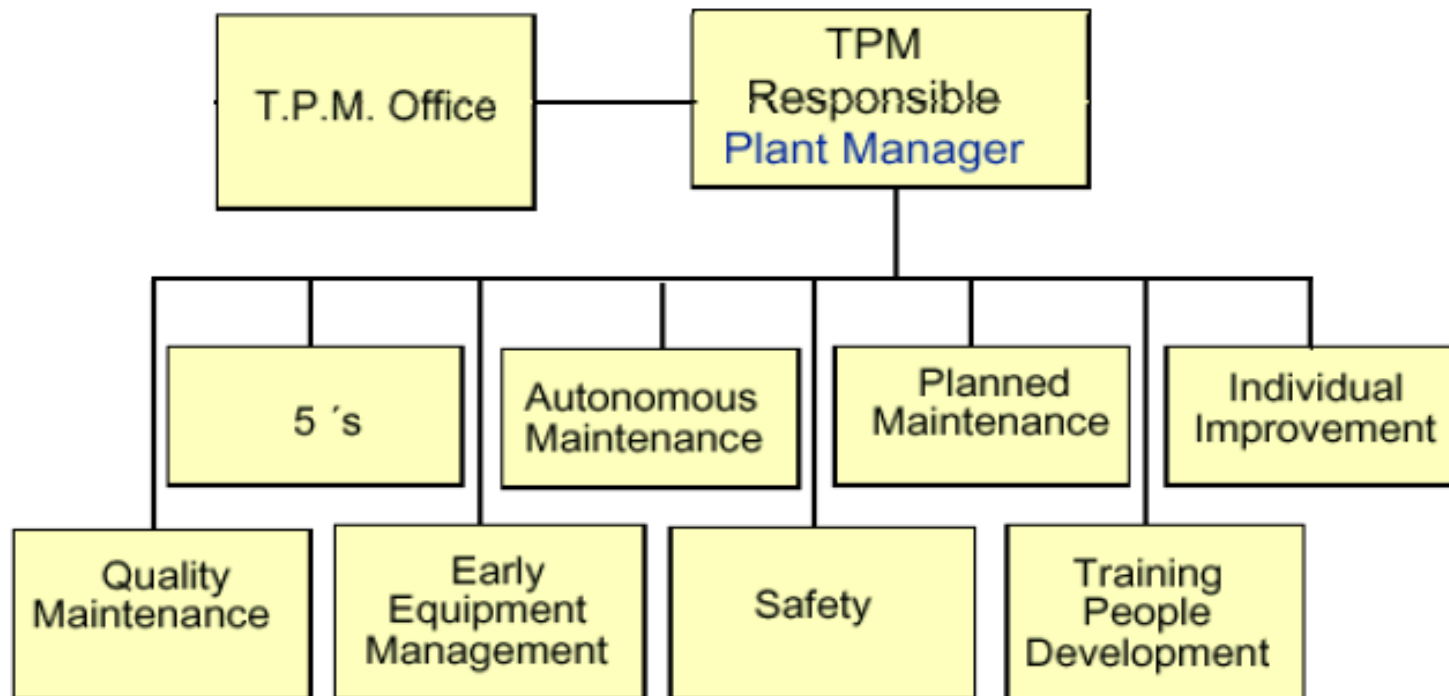 T.P.M. Office
TPM
Responsible
Plant Manager
5 ´s
Autonomous
Maintenance
Planned
Maintenance
Individual
Improvement
Quality
Maintenance
Early
Equipment
Management
Safety
Training
People
Development